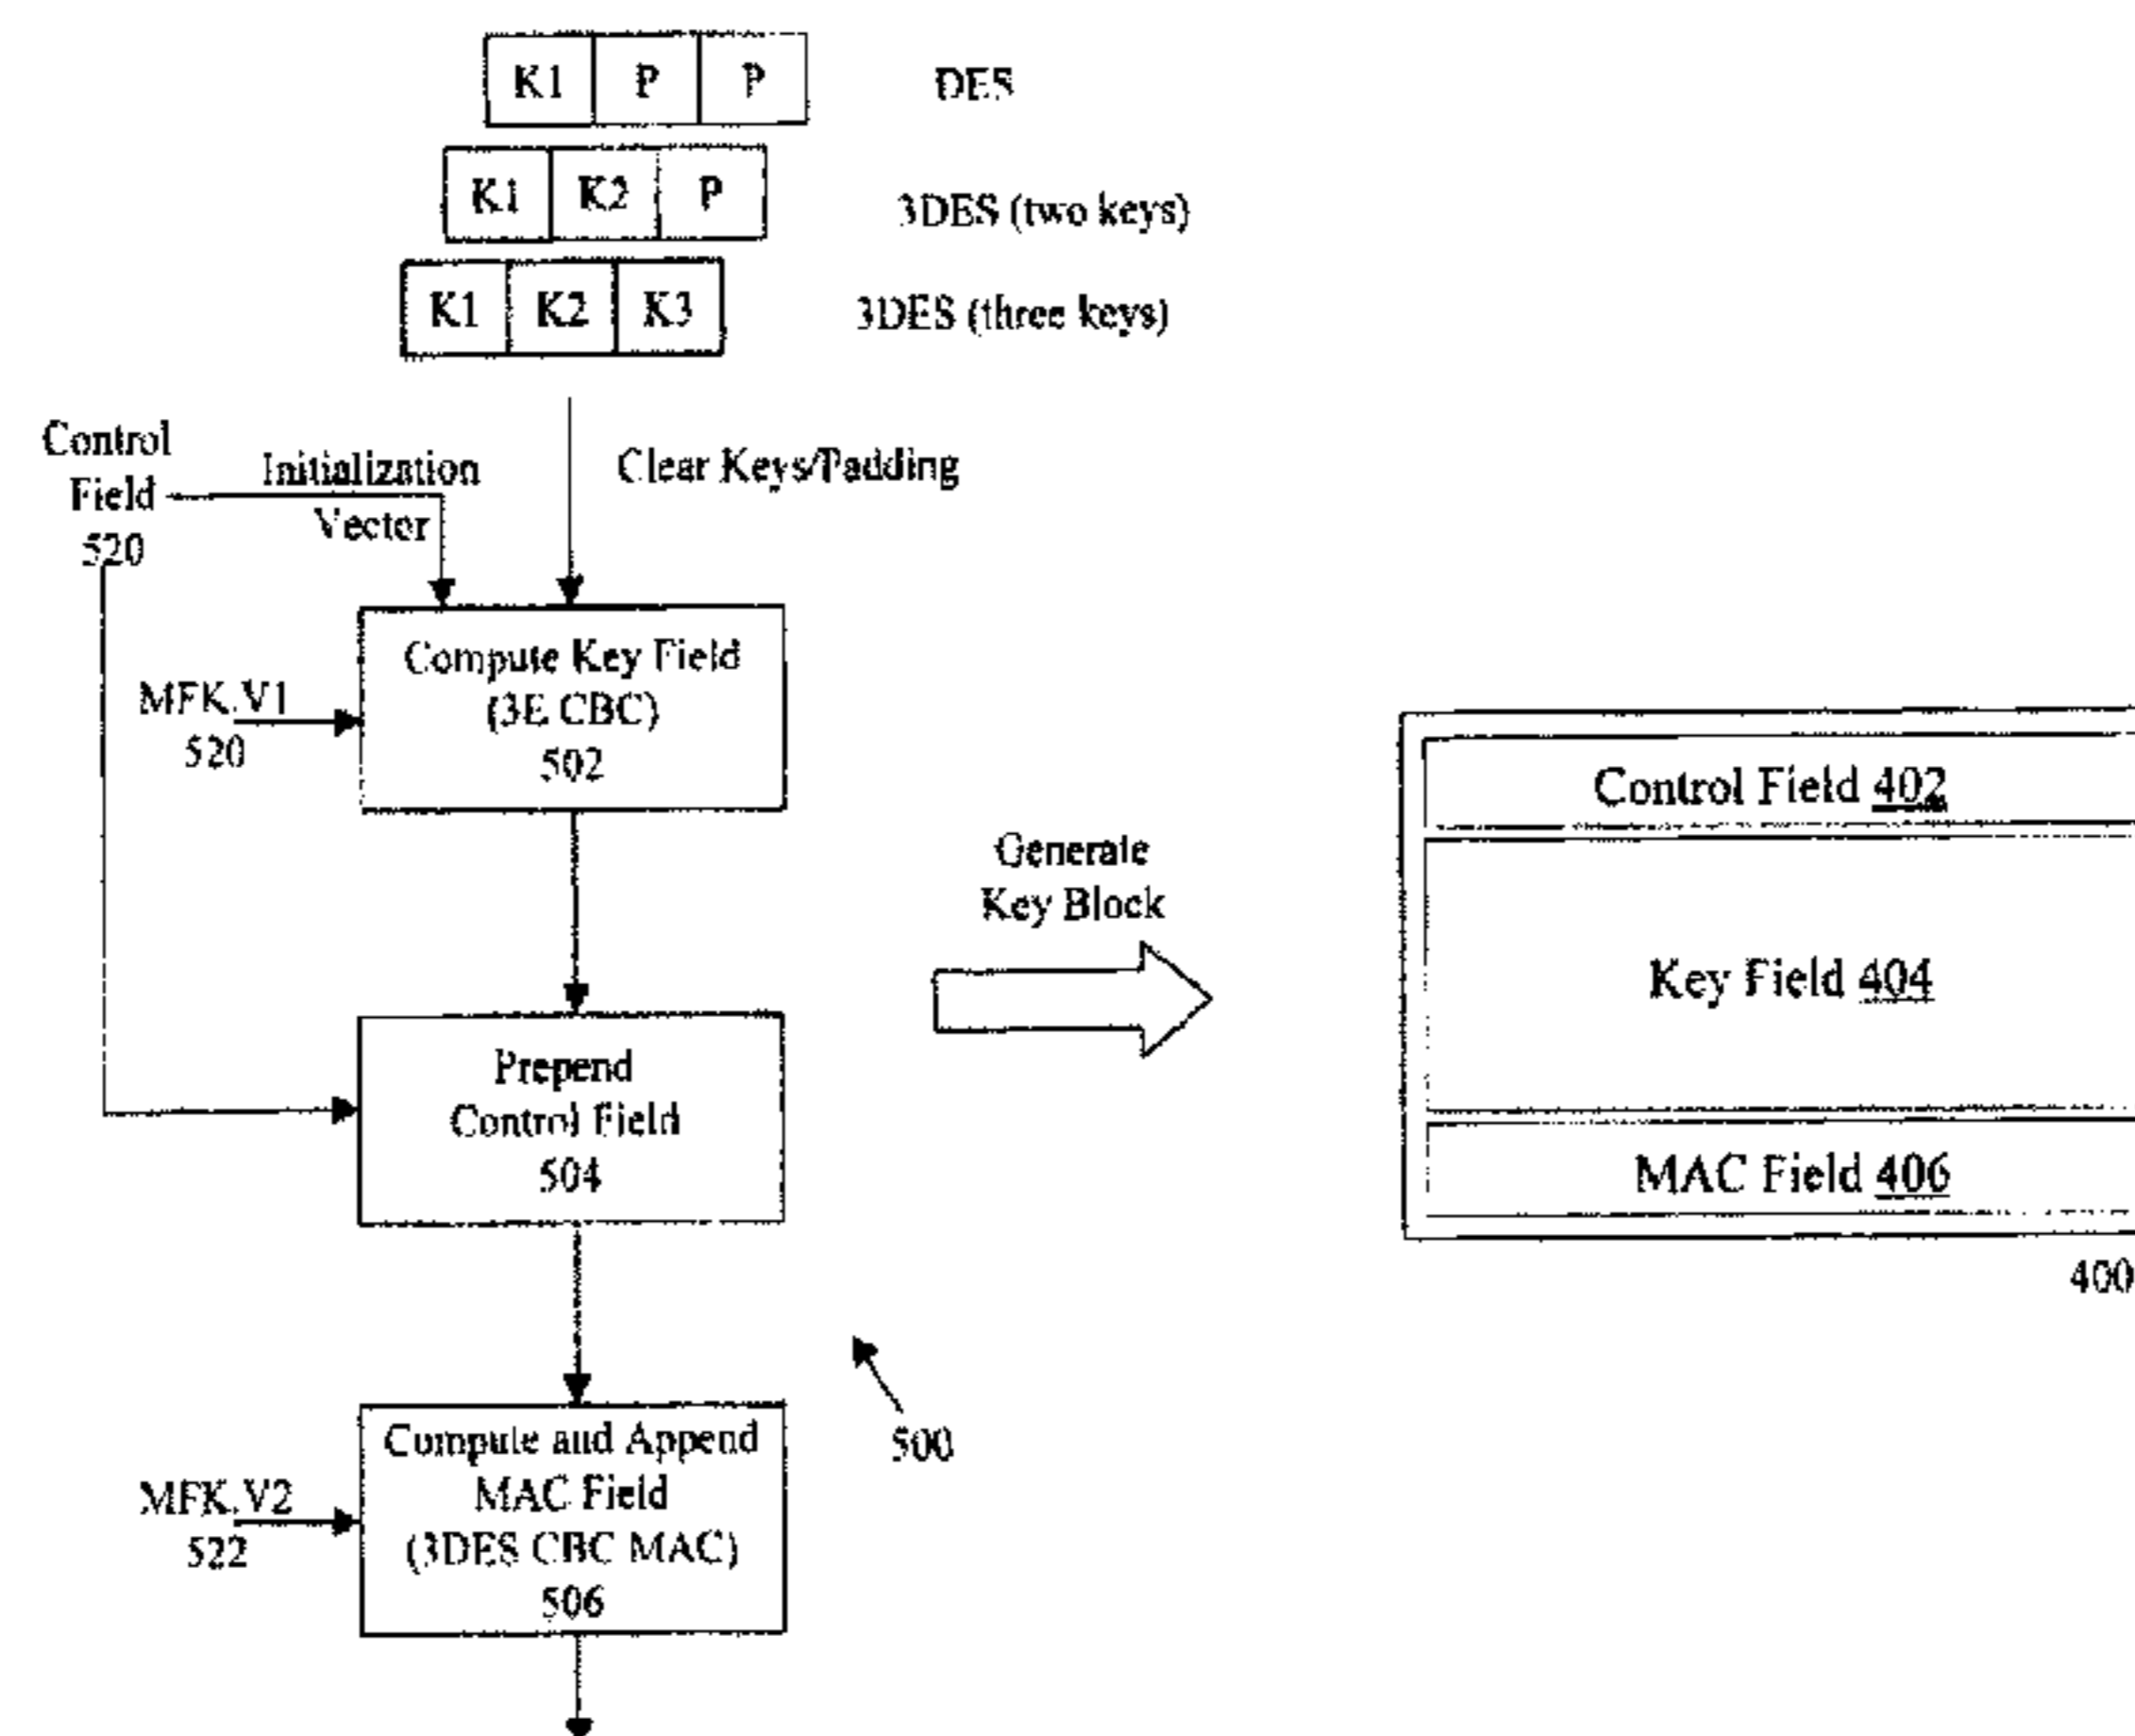 K1 P P DES
K1 K2 P 3DES (two keys)
K1 K2 K3 3DES (three keys)
Control
Field
520
Initialization
Vector
Clear Keys/Padding
MFK.V1
520
Compute Key Field
(3E CBC)
502
Prepend
Control Field
504
MFK.V2
522
Compute and Append
MAC Field
(3DES CBC MAC)
506
500
Generate
Key Block
Control Field 402
Key Field 404
MAC Field 406
400